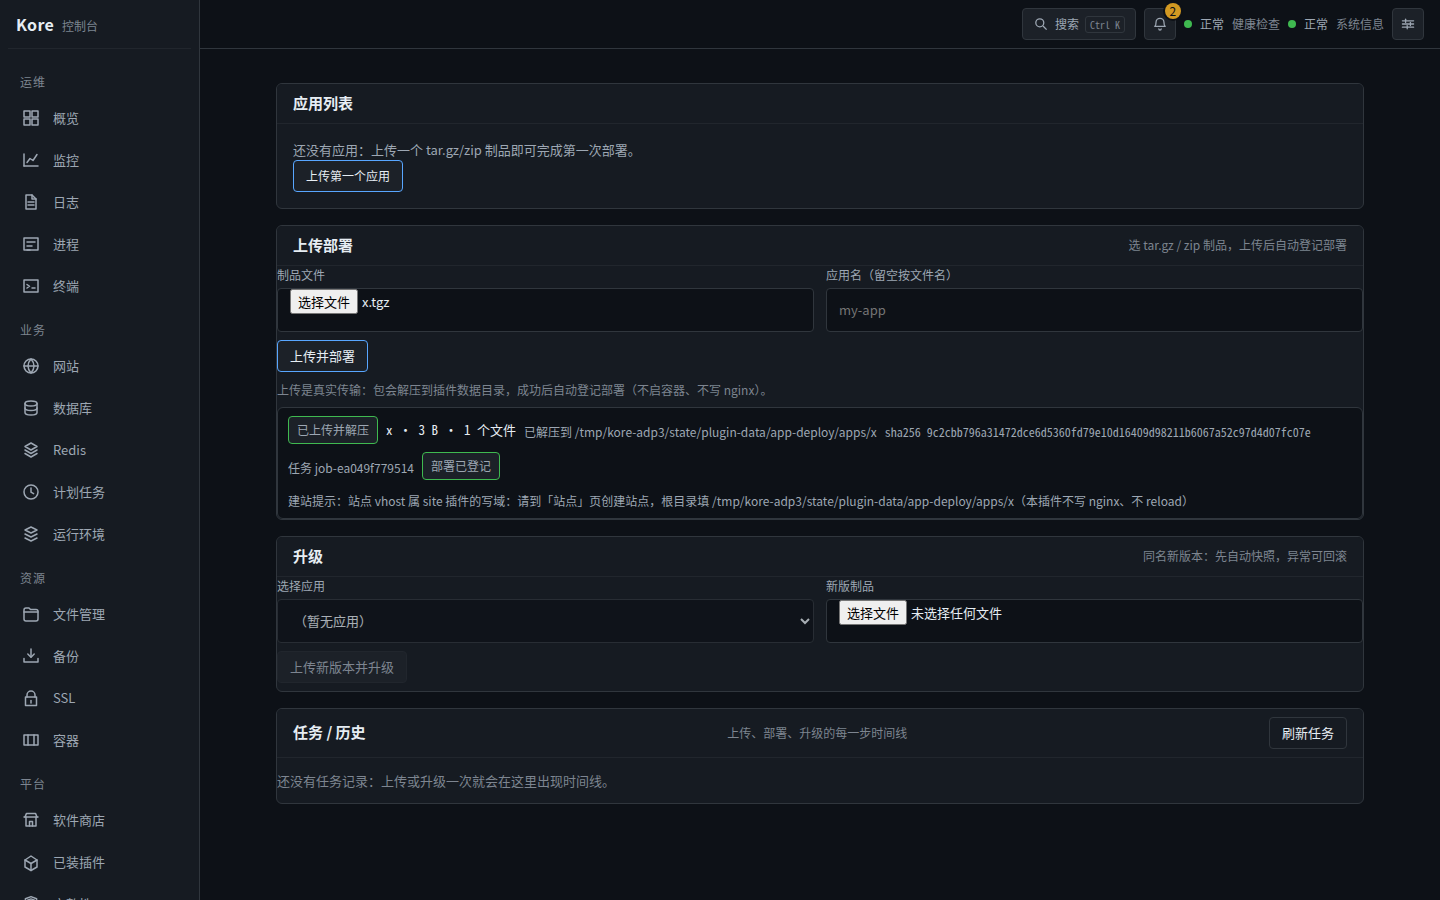 Kore 控制台
搜索 Ctrl K
2
正常 健康检查
正常 系统信息
运维
概览
监控
日志
进程
终端
业务
网站
数据库
Redis
计划任务
运行环境
资源
文件管理
备份
SSL
容器
平台
软件商店
已装插件
应用列表
还没有应用：上传一个 tar.gz/zip 制品即可完成第一次部署。
上传第一个应用
上传部署
选 tar.gz / zip 制品，上传后自动登记部署
制品文件
应用名（留空按文件名）
选择文件 x.tgz
my-app
上传并部署
上传是真实传输：包会解压到插件数据目录，成功后自动登记部署（不启容器、不写 nginx）。
已上传并解压 x · 3 B · 1 个文件 已解压到 /tmp/kore-adp3/state/plugin-data/app-deploy/apps/x sha256 9c2cbb796a31472dce6d5360fd79e10d16409d98211b6067a52c97d4d07fc07e
任务 job-ea049f779514 部署已登记
建站提示：站点 vhost 属 site 插件的写域：请到「站点」页创建站点，根目录填 /tmp/kore-adp3/state/plugin-data/app-deploy/apps/x（本插件不写 nginx、不 reload）
升级
同名新版本：先自动快照，异常可回滚
选择应用
新版制品
（暂无应用）
选择文件 未选择任何文件
上传新版本并升级
任务 / 历史
上传、部署、升级的每一步时间线
刷新任务
还没有任务记录：上传或升级一次就会在这里出现时间线。